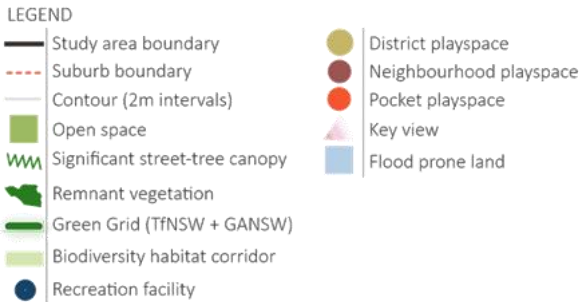 LEGEND
Study area boundary
Suburb boundary
Contour (2m intervals)
Open space
Significant street-tree canopy
Remnant vegetation
Green Grid (TfNSW + GANSW)
Biodiversity habitat corridor
Recreation facility
District playspace
Neighbourhood playspace
Pocket playspace
Key view
Flood prone land